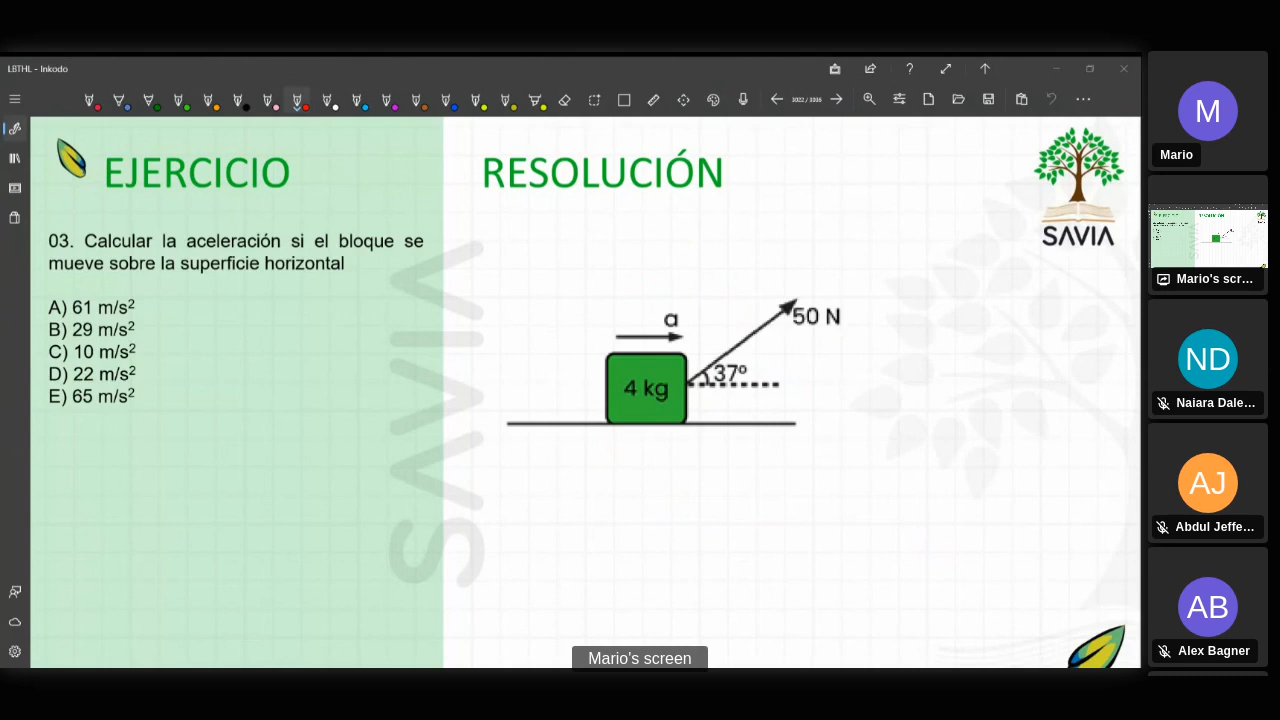 LBTHL - Inkodo
1022 / 1086
EJERCICIO
RESOLUCIÓN
SAVIA
03. Calcular la aceleración si el bloque se
mueve sobre la superficie horizontal
A) 61 m/s²
B) 29 m/s²
C) 10 m/s²
D) 22 m/s²
E) 65 m/s²
a
50 N
37º
4 kg
SAVIA
Mario's screen
M
Mario
Mario's scr...
ND
Naiara Dale...
AJ
Abdul Jeffe...
AB
Alex Bagner